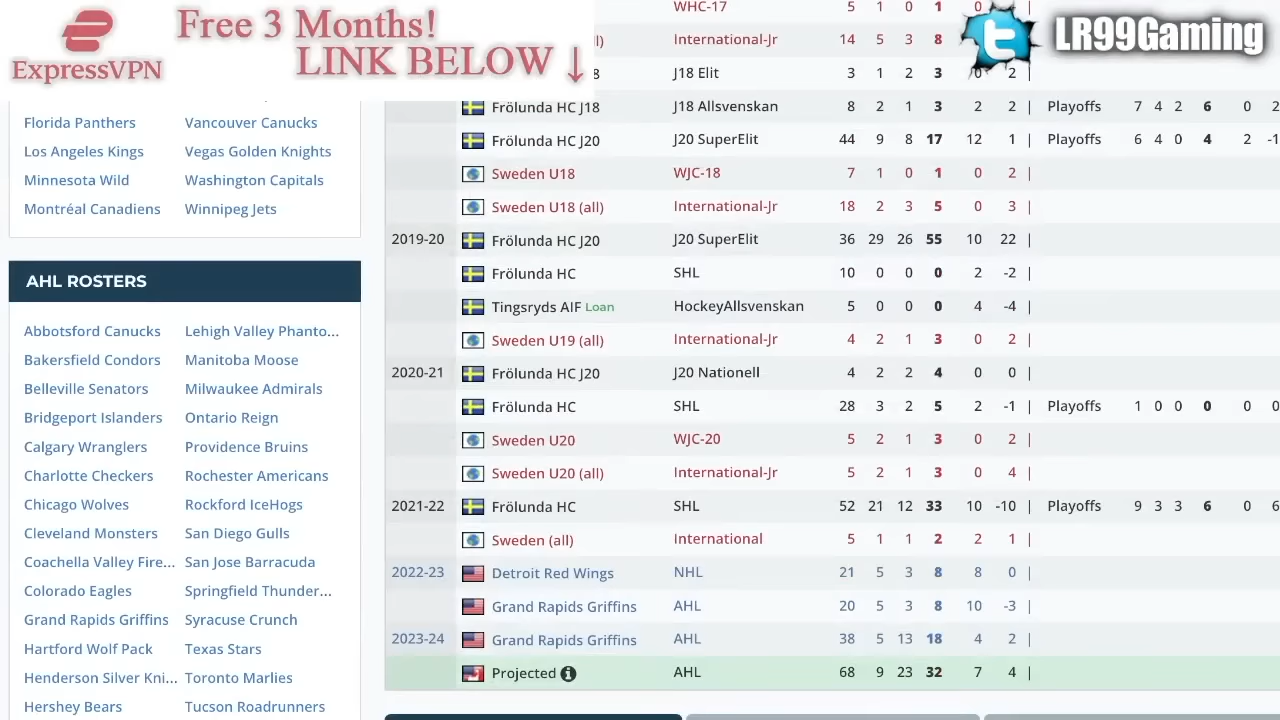 Free 3 Months!
LINK BELOW ↓
ExpressVPN
LR99Gaming
Florida Panthers Vancouver Canucks
Los Angeles Kings Vegas Golden Knights
Minnesota Wild Washington Capitals
Montréal Canadiens Winnipeg Jets
AHL ROSTERS
Abbotsford Canucks Lehigh Valley Phanto...
Bakersfield Condors Manitoba Moose
Belleville Senators Milwaukee Admirals
Bridgeport Islanders Ontario Reign
Calgary Wranglers Providence Bruins
Charlotte Checkers Rochester Americans
Chicago Wolves Rockford IceHogs
Cleveland Monsters San Diego Gulls
Coachella Valley Fire... San Jose Barracuda
Colorado Eagles Springfield Thunder...
Grand Rapids Griffins Syracuse Crunch
Hartford Wolf Pack Texas Stars
Henderson Silver Kni... Toronto Marlies
Hershey Bears Tucson Roadrunners
WHC-17 5 1 0 1 0 |
International-Jr 14 5 3 8
J18 Elit 3 1 2 3 0 2 |
Frölunda HC J18 J18 Allsvenskan 8 2 1 3 2 2 | Playoffs 7 4 2 6 0 2
Frölunda HC J20 J20 SuperElit 44 9 8 17 12 1 | Playoffs 6 4 0 4 2 -1
Sweden U18 WJC-18 7 1 0 1 0 2 |
Sweden U18 (all) International-Jr 18 2 3 5 0 3 |
2019-20 Frölunda HC J20 J20 SuperElit 36 29 26 55 10 22 |
Frölunda HC SHL 10 0 0 0 2 -2 |
Tingsryds AIF Loan HockeyAllsvenskan 5 0 0 0 4 -4 |
Sweden U19 (all) International-Jr 4 2 1 3 0 2 |
2020-21 Frölunda HC J20 J20 Nationell 4 2 2 4 0 0 |
Frölunda HC SHL 28 3 2 5 2 -1 | Playoffs 1 0 0 0 0 0
Sweden U20 WJC-20 5 2 1 3 0 2 |
Sweden U20 (all) International-Jr 5 2 1 3 0 4 |
2021-22 Frölunda HC SHL 52 21 12 33 10 -10 | Playoffs 9 3 3 6 0 6
Sweden (all) International 5 1 1 2 2 1 |
2022-23 Detroit Red Wings NHL 21 5 3 8 8 0 |
Grand Rapids Griffins AHL 20 5 3 8 10 -3 |
2023-24 Grand Rapids Griffins AHL 38 5 13 18 4 2 |
Projected AHL 68 9 23 32 7 4 |